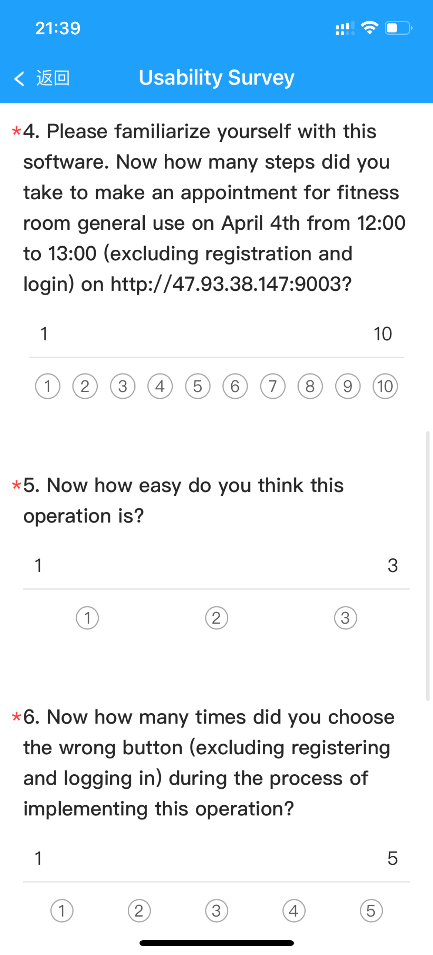 21:39
返回
Usability Survey
*4. Please familiarize yourself with this
software. Now how many steps did you
take to make an appointment for fitness
room general use on April 4th from 12:00
to 13:00 (excluding registration and
login) on http://47.93.38.147:9003?
1 10
1 2 3 4 5 6 7 8 9 10
*5. Now how easy do you think this
operation is?
1 3
1 2 3
*6. Now how many times did you choose
the wrong button (excluding registering
and logging in) during the process of
implementing this operation?
1 5
1 2 3 4 5